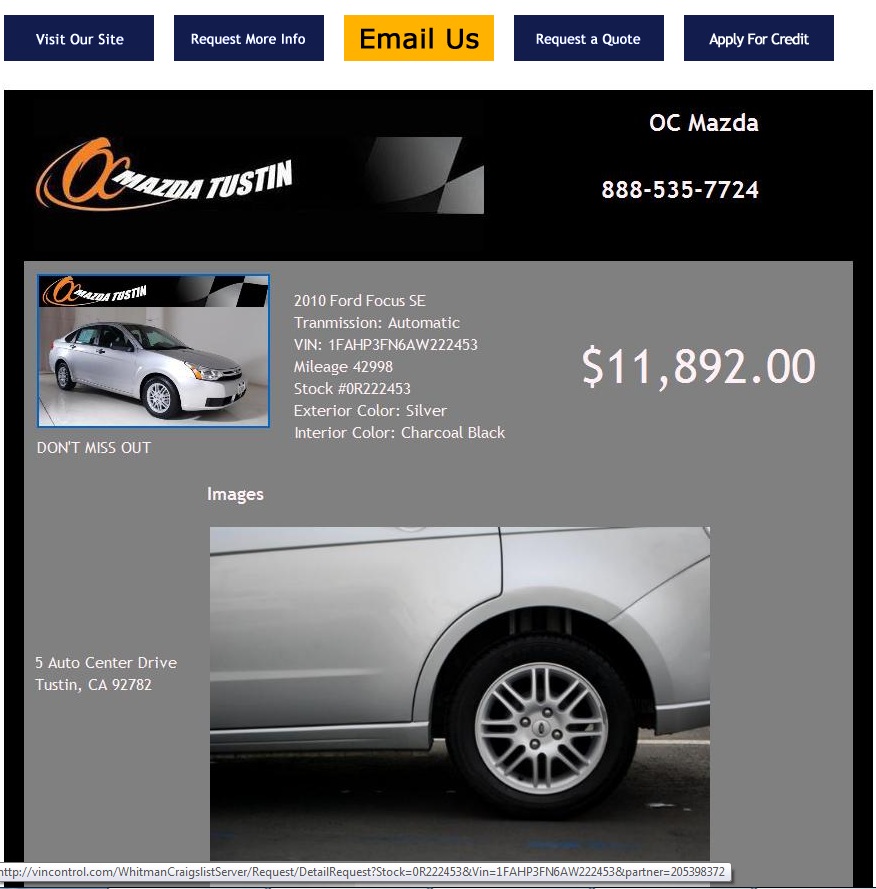 Visit Our Site
Request More Info
Email Us
Request a Quote
Apply For Credit
OC Mazda
OC MAZDA TUSTIN
888-535-7724
OC MAZDA TUSTIN
2010 Ford Focus SE
Tranmission: Automatic
VIN: 1FAHP3FN6AW222453
Mileage 42998
Stock #0R222453
Exterior Color: Silver
Interior Color: Charcoal Black
$11,892.00
DON'T MISS OUT
Images
5 Auto Center Drive
Tustin, CA 92782
http://vincontrol.com/WhitmanCraigslistServer/Request/DetailRequest?Stock=0R222453&Vin=1FAHP3FN6AW222453&partner=205398372